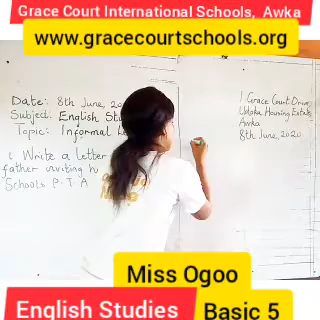 Grace Court International Schools, Awka
www.gracecourtschools.org
Date: 8th June, 20
Subject: English Stu
Topic: Informal Le
1. Write a letter
father inviting h
Schools P.T.A
1 Grace Court Drive
Udoka Housing Estate
Awka
8th June, 2020
Miss Ogoo
English Studies
Basic 5